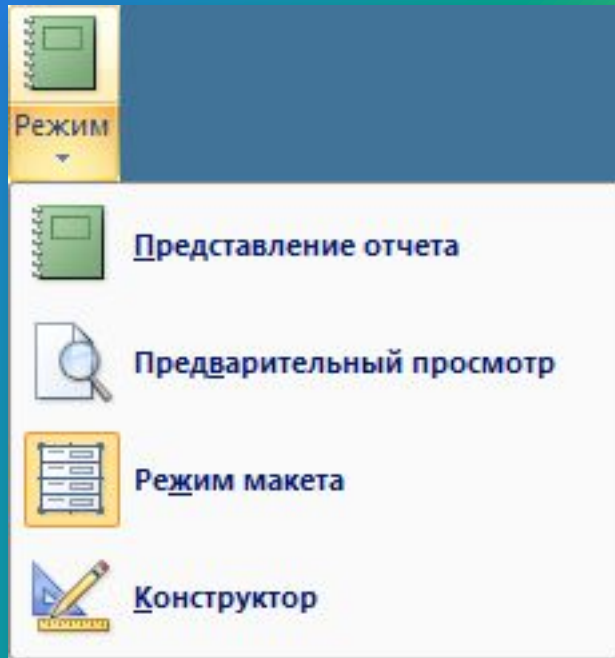 Режим
Представление отчета
Предварительный просмотр
Режим макета
Конструктор